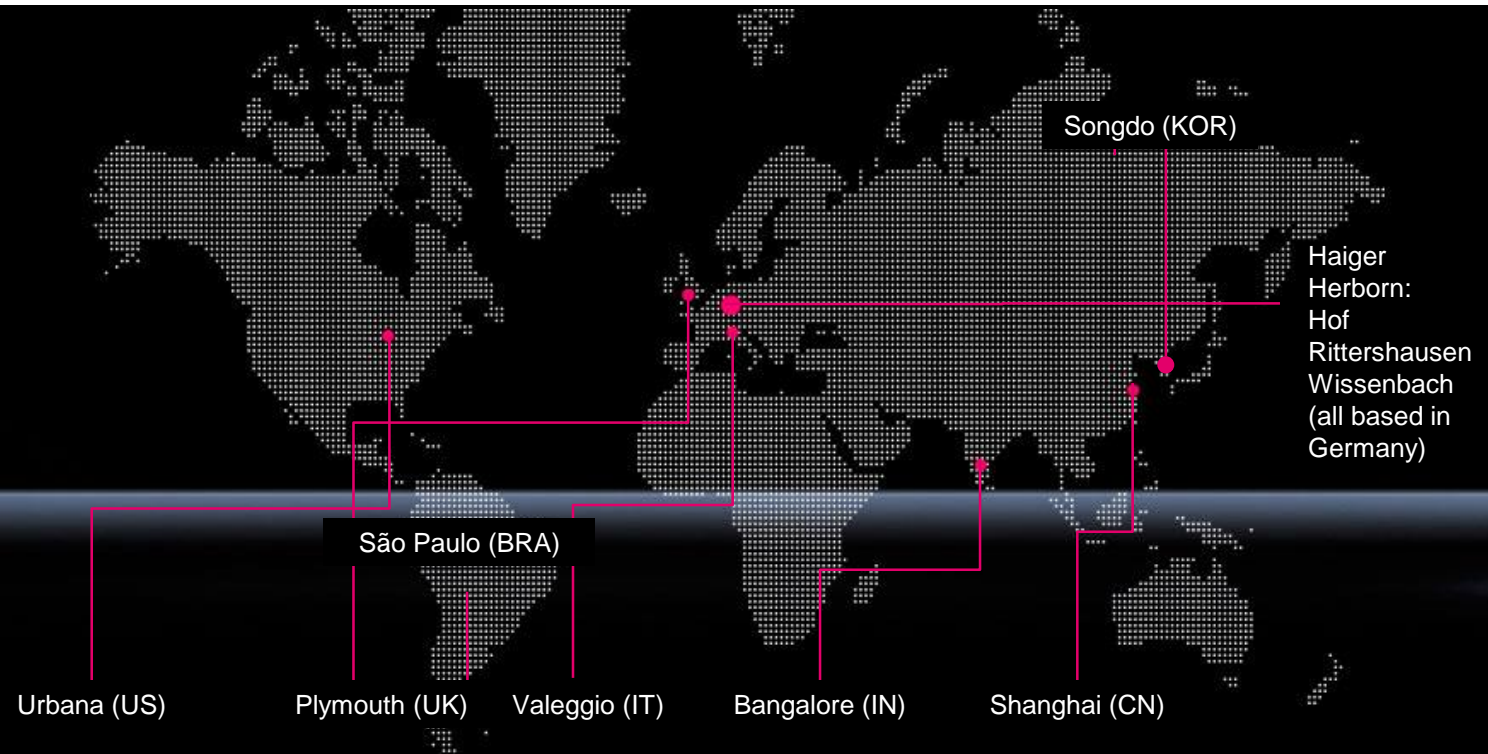 Songdo (KOR)
Haiger
Herborn:
Hof
Rittershausen
Wissenbach
(all based in
Germany)
São Paulo (BRA)
Urbana (US)
Plymouth (UK)
Valeggio (IT)
Bangalore (IN)
Shanghai (CN)